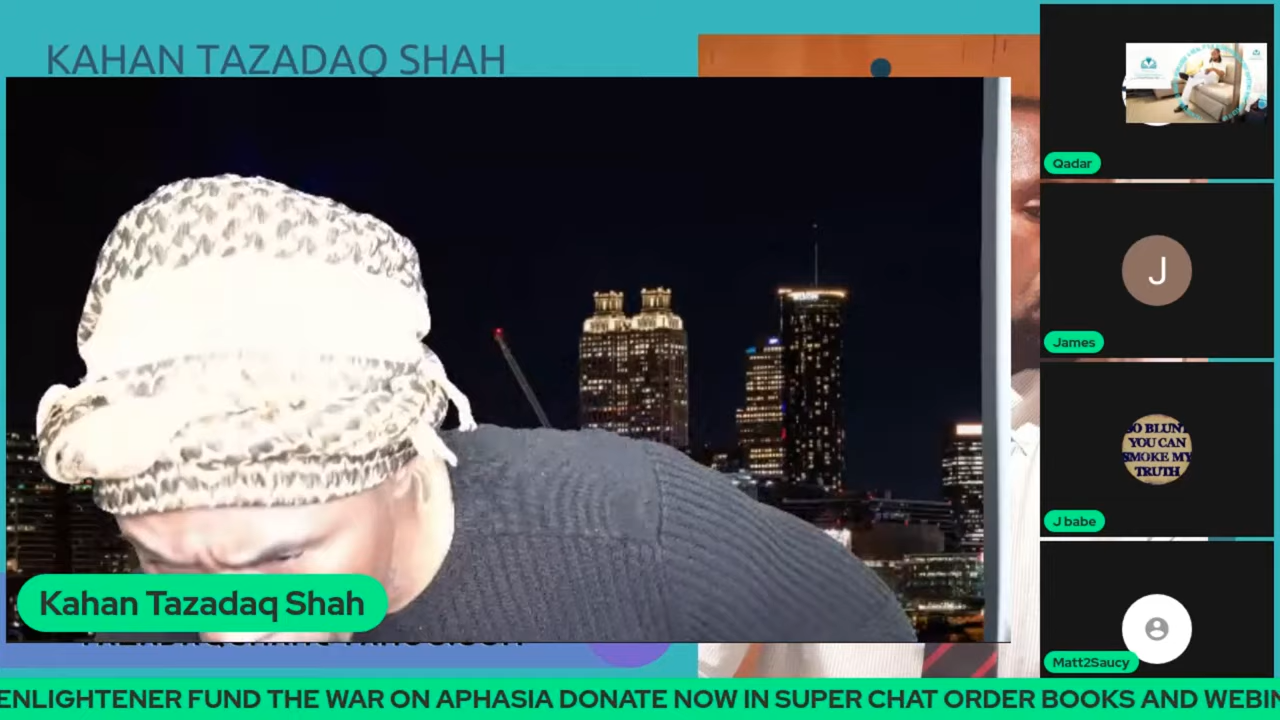 KAHAN TAZADAQ SHAH
Kahan Tazadaq Shah
Qadar
J
James
SO BLUNT
YOU CAN
SMOKE MY
TRUTH
J babe
Matt2Saucy
ENLIGHTENER FUND THE WAR ON APHASIA DONATE NOW IN SUPER CHAT ORDER BOOKS AND WEBIN